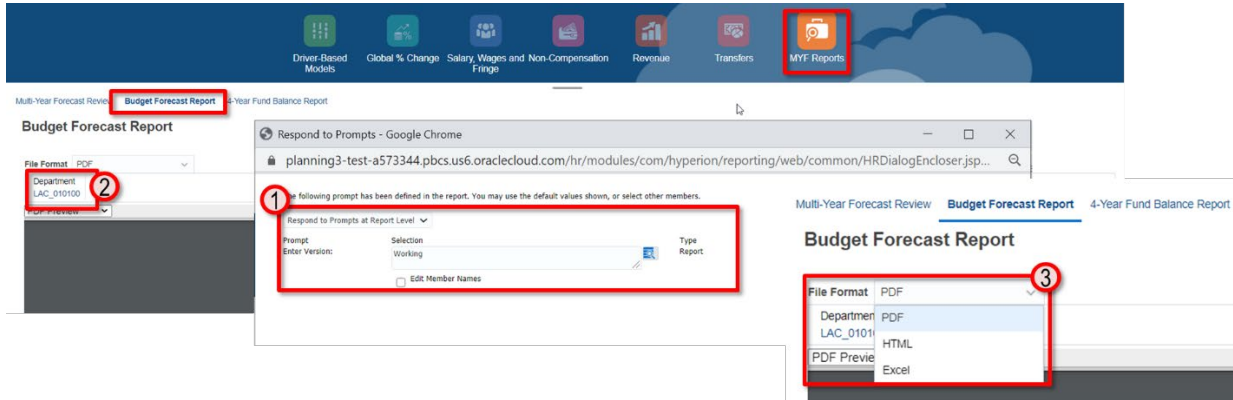 Driver-Based Models
Global % Change
Salary, Wages and Fringe
Non-Compensation
Revenue
Transfers
MYF Reports
Multi-Year Forecast Review Budget Forecast Report 4-Year Fund Balance Report
Budget Forecast Report
File Format PDF
Department
LAC_010100
2
PDF Preview
Respond to Prompts - Google Chrome
planning3-test-a573344.pbcs.us6.oraclecloud.com/hr/modules/com/hyperion/reporting/web/common/HRDialogEncloser.jsp...
1
The following prompt has been defined in the report. You may use the default values shown, or select other members.
Respond to Prompts at Report Level
Prompt Selection Type
Enter Version: Working Report
Edit Member Names
Multi-Year Forecast Review Budget Forecast Report 4-Year Fund Balance Report
Budget Forecast Report
3
File Format PDF
Departmen PDF
LAC_0101
HTML
PDF Previe
Excel